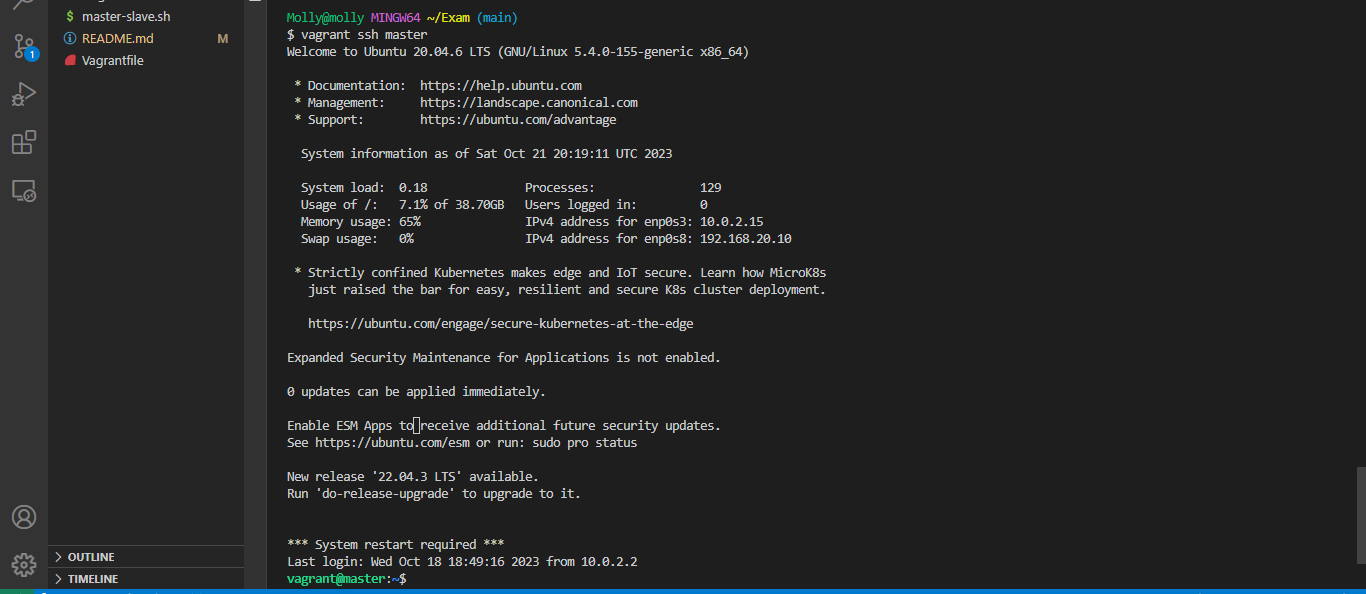 $ master-slave.sh
README.md M
Vagrantfile
1
OUTLINE
TIMELINE
Molly@molly MINGW64 ~/Exam (main)
$ vagrant ssh master
Welcome to Ubuntu 20.04.6 LTS (GNU/Linux 5.4.0-155-generic x86_64)
* Documentation: https://help.ubuntu.com
* Management: https://landscape.canonical.com
* Support: https://ubuntu.com/advantage
System information as of Sat Oct 21 20:19:11 UTC 2023
System load: 0.18 Processes: 129
Usage of /: 7.1% of 38.70GB Users logged in: 0
Memory usage: 65% IPv4 address for enp0s3: 10.0.2.15
Swap usage: 0% IPv4 address for enp0s8: 192.168.20.10
* Strictly confined Kubernetes makes edge and IoT secure. Learn how MicroK8s
just raised the bar for easy, resilient and secure K8s cluster deployment.
https://ubuntu.com/engage/secure-kubernetes-at-the-edge
Expanded Security Maintenance for Applications is not enabled.
0 updates can be applied immediately.
Enable ESM Apps to receive additional future security updates.
See https://ubuntu.com/esm or run: sudo pro status
New release '22.04.3 LTS' available.
Run 'do-release-upgrade' to upgrade to it.
*** System restart required ***
Last login: Wed Oct 18 18:49:16 2023 from 10.0.2.2
vagrant@master:~$